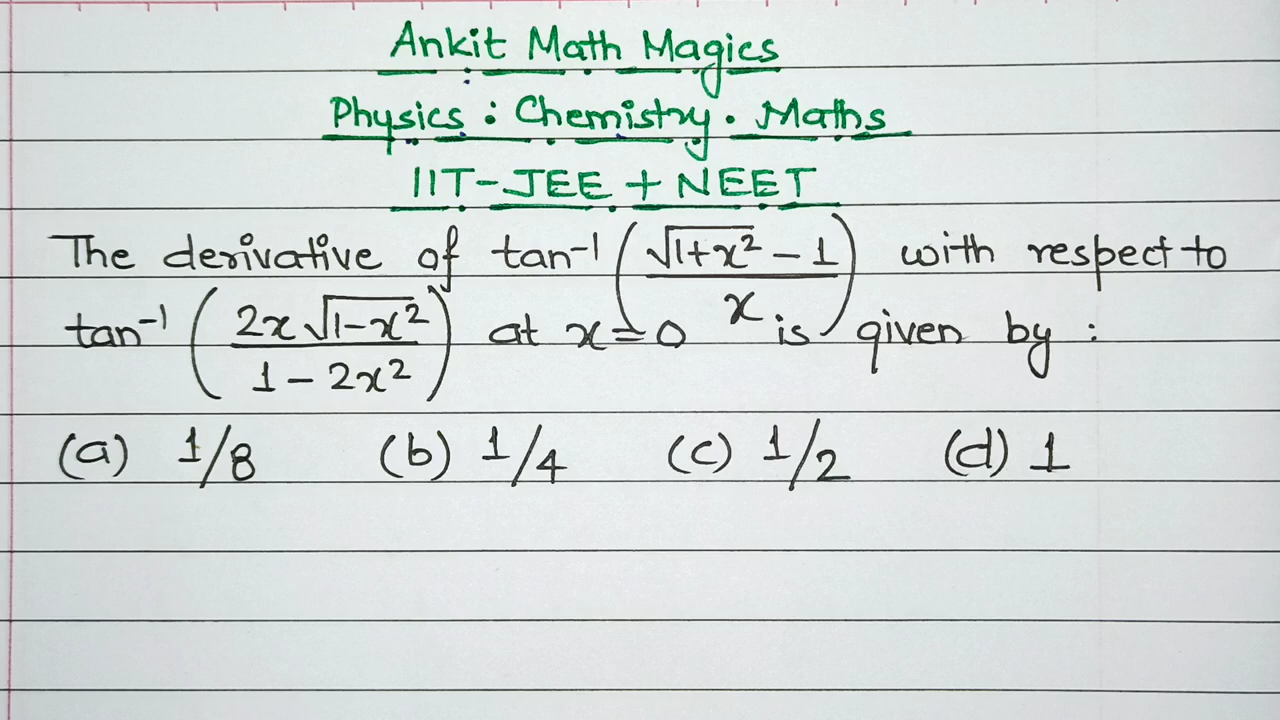 Ankit Math Magics
Physics : Chemistry . Maths
IIT-JEE + NEET
The derivative of tan⁻¹ ((√(1+x²) - 1)/x) with respect to
tan⁻¹ ((2x√(1-x²))/(1 - 2x²)) at x=0 is given by :
(a) 1/8 (b) 1/4 (c) 1/2 (d) 1